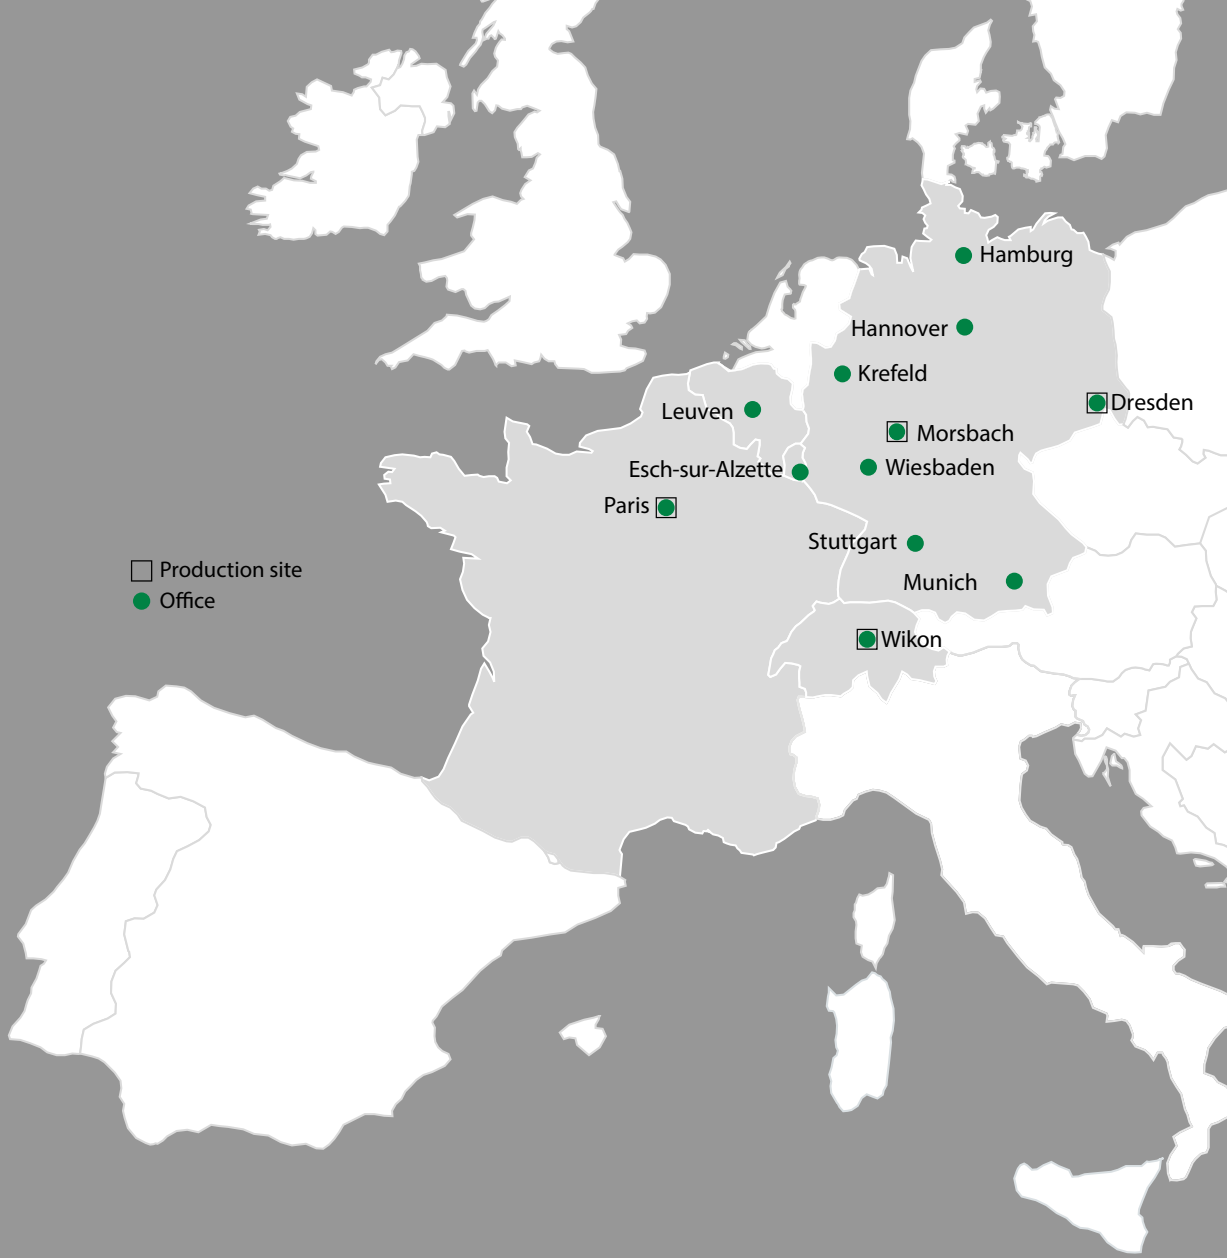 Hamburg
Hannover
Krefeld
Dresden
Leuven
Morsbach
Esch-sur-Alzette
Wiesbaden
Paris
Stuttgart
Production site
Munich
Office
Wikon